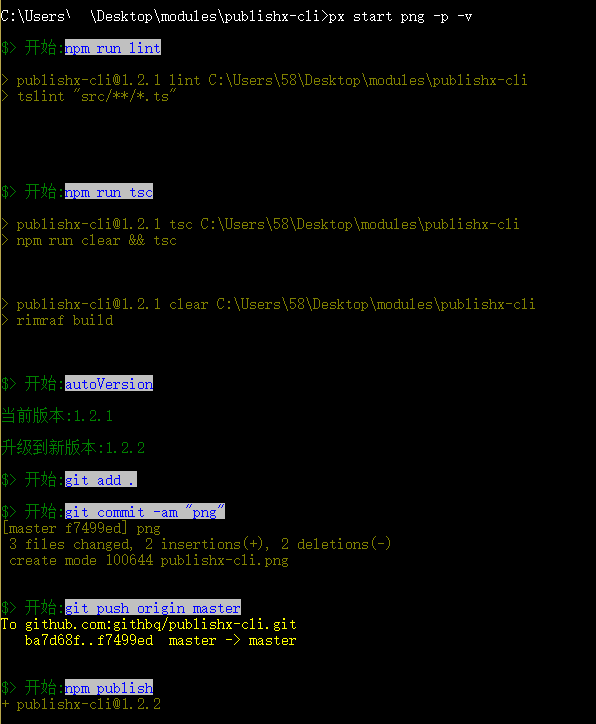 C:\Users\ \Desktop\modules\publishx-cli>px start png -p -v
$> 开始:npm run lint
> publishx-cli@1.2.1 lint C:\Users\58\Desktop\modules\publishx-cli
> tslint "src/**/*.ts"
$> 开始:npm run tsc
> publishx-cli@1.2.1 tsc C:\Users\58\Desktop\modules\publishx-cli
> npm run clear && tsc
> publishx-cli@1.2.1 clear C:\Users\58\Desktop\modules\publishx-cli
> rimraf build
$> 开始:autoVersion
当前版本:1.2.1
升级到新版本:1.2.2
$> 开始:git add .
$> 开始:git commit -am "png"
[master f7499ed] png
3 files changed, 2 insertions(+), 2 deletions(-)
create mode 100644 publishx-cli.png
$> 开始:git push origin master
To github.com:githbq/publishx-cli.git
ba7d68f..f7499ed master -> master
$> 开始:npm publish
+ publishx-cli@1.2.2